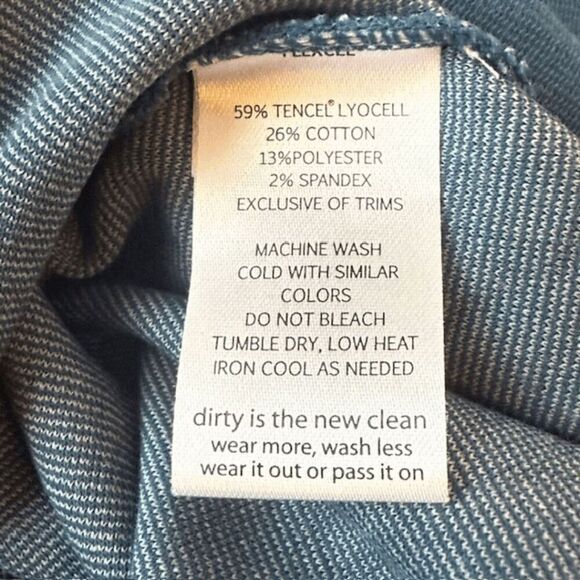 59% TENCEL® LYOCELL
26% COTTON
13%POLYESTER
2% SPANDEX
EXCLUSIVE OF TRIMS
MACHINE WASH
COLD WITH SIMILAR
COLORS
DO NOT BLEACH
TUMBLE DRY, LOW HEAT
IRON COOL AS NEEDED
dirty is the new clean
wear more, wash less
wear it out or pass it on